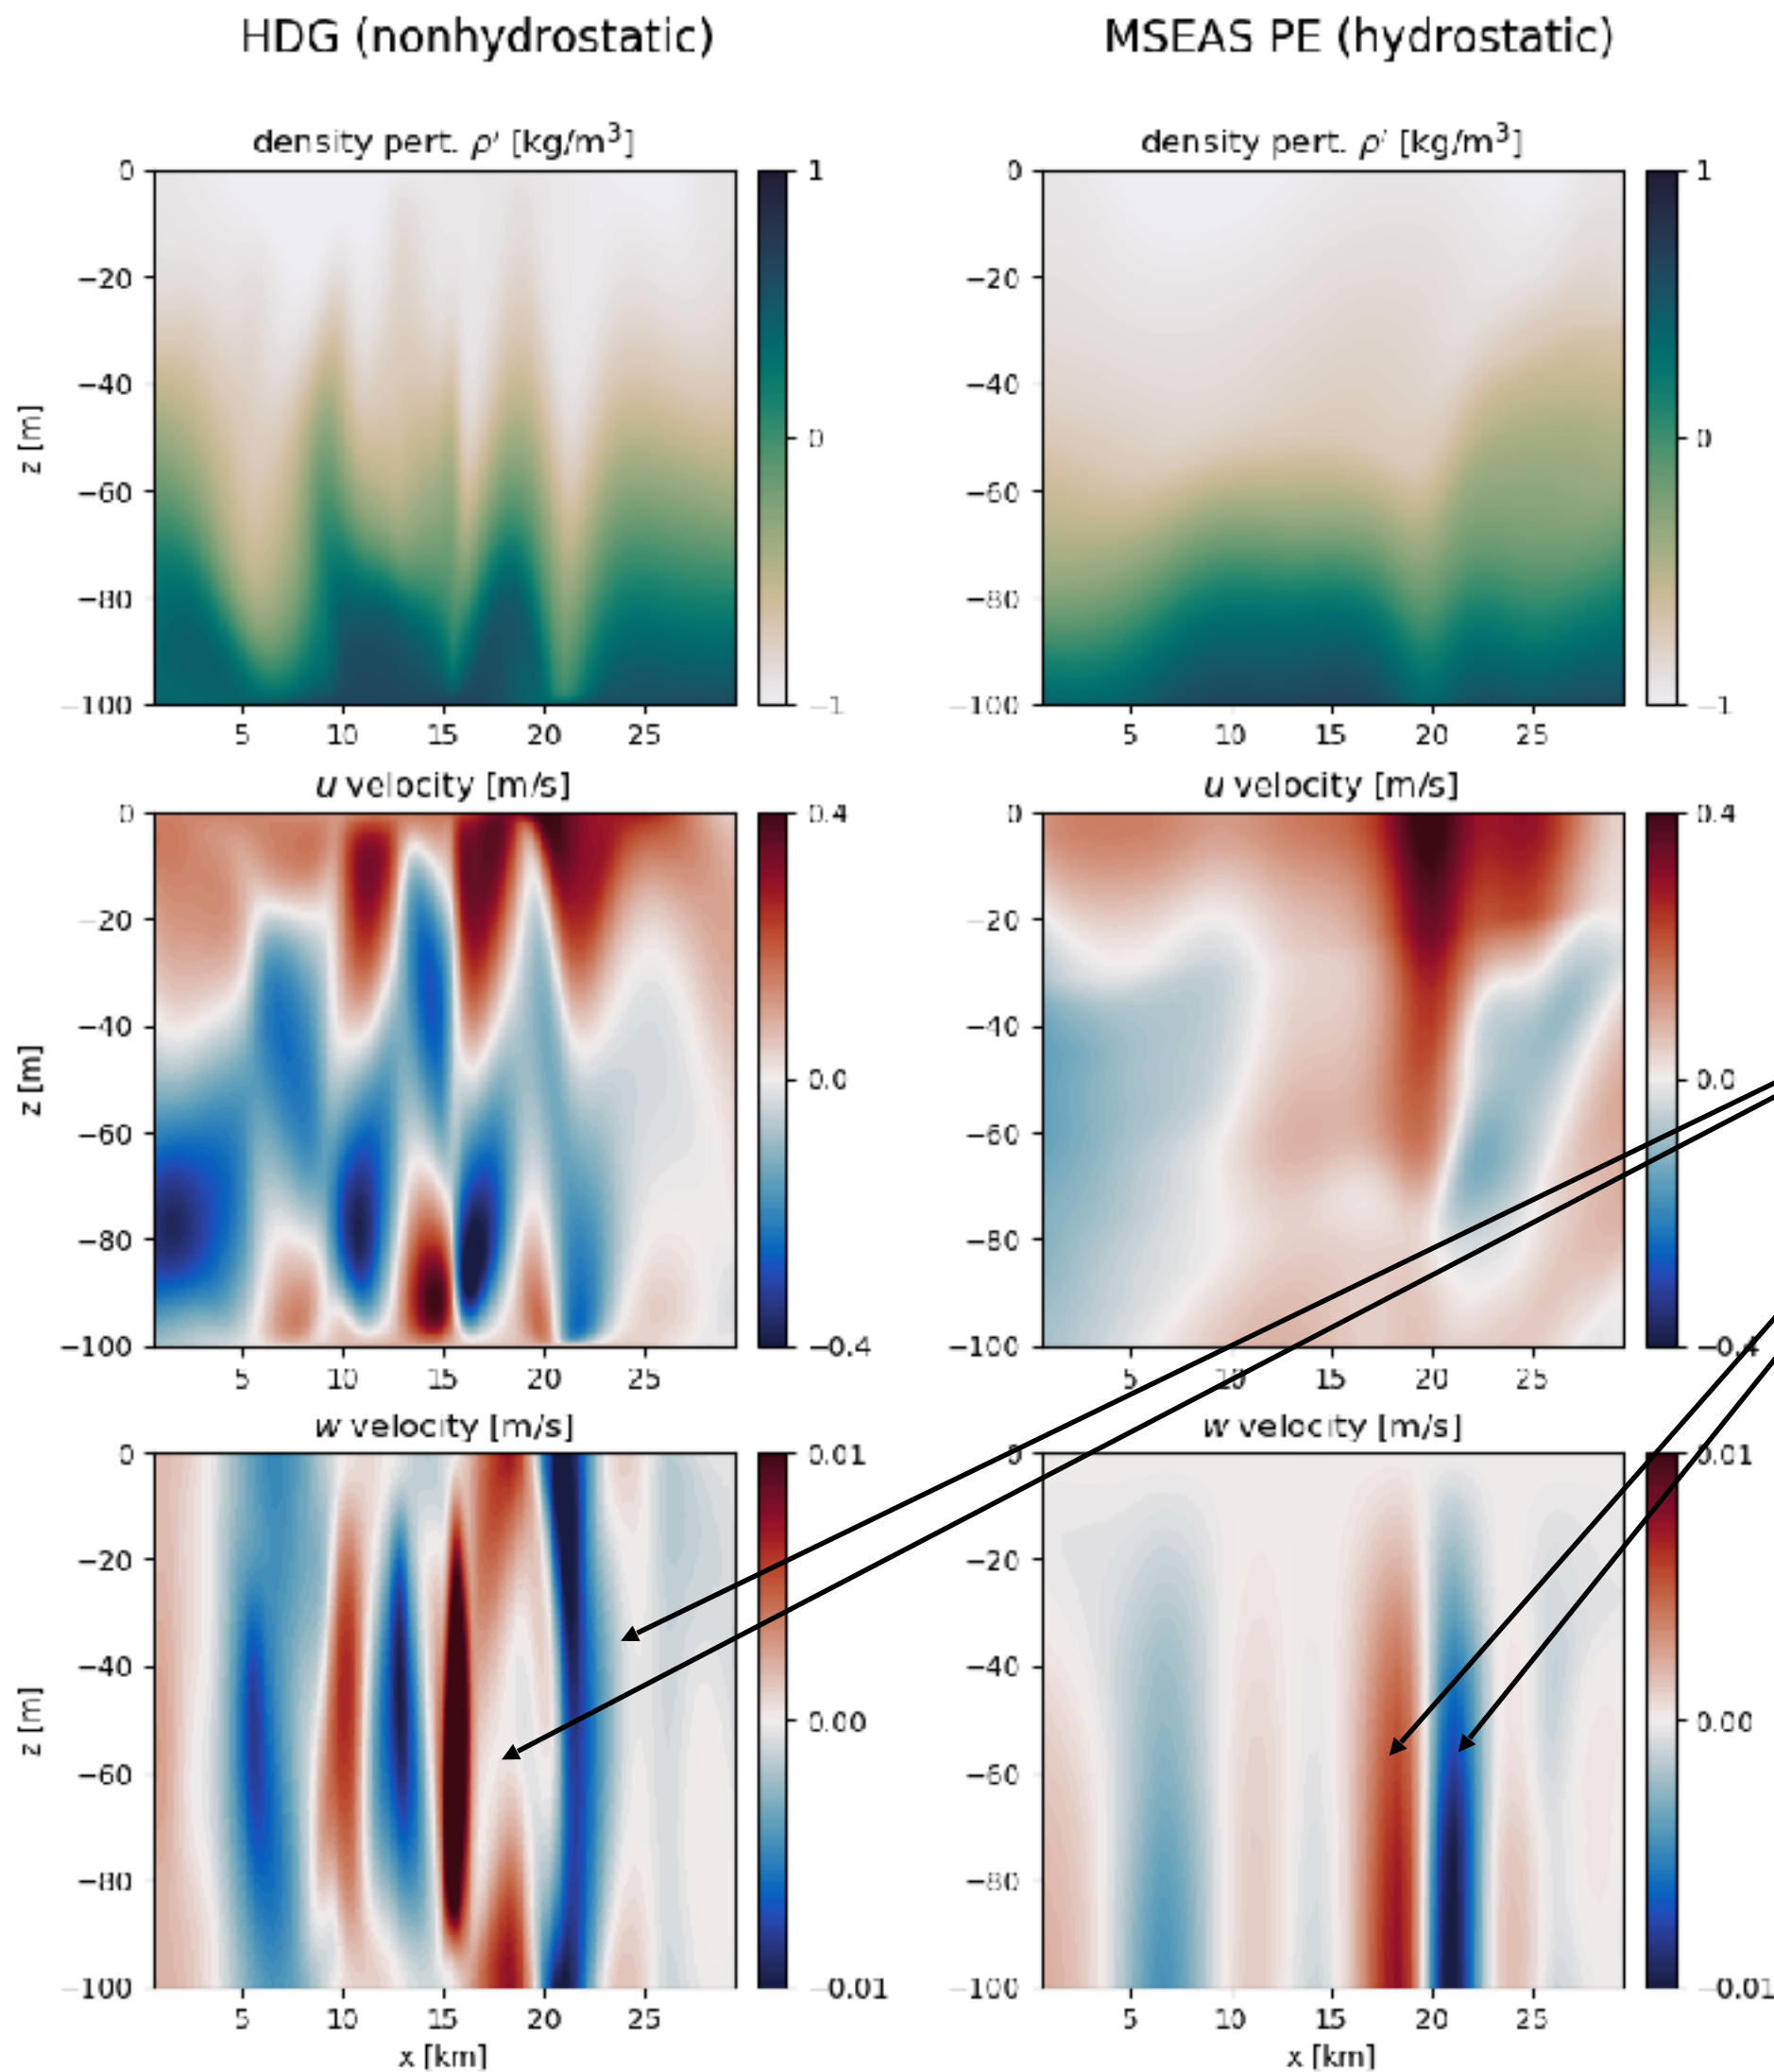 HDG (nonhydrostatic)
MSEAS PE (hydrostatic)
density pert. ρ′ [kg/m³]
0
−20
−40
−60
−80
−100
z [m]
5 10 15 20 25
1
0
−1
density pert. ρ′ [kg/m³]
0
−20
−40
−60
−80
−100
5 10 15 20 25
1
0
−1
u velocity [m/s]
0
−20
−40
−60
−80
−100
z [m]
5 10 15 20 25
0.4
0.0
−0.4
u velocity [m/s]
0
−20
−40
−60
−80
−100
5 10 15 20 25
0.4
0.0
−0.4
w velocity [m/s]
0
−20
−40
−60
−80
−100
z [m]
5 10 15 20 25
x [km]
0.01
0.00
−0.01
w velocity [m/s]
0
−20
−40
−60
−80
−100
5 10 15 20 25
x [km]
0.01
0.00
−0.01